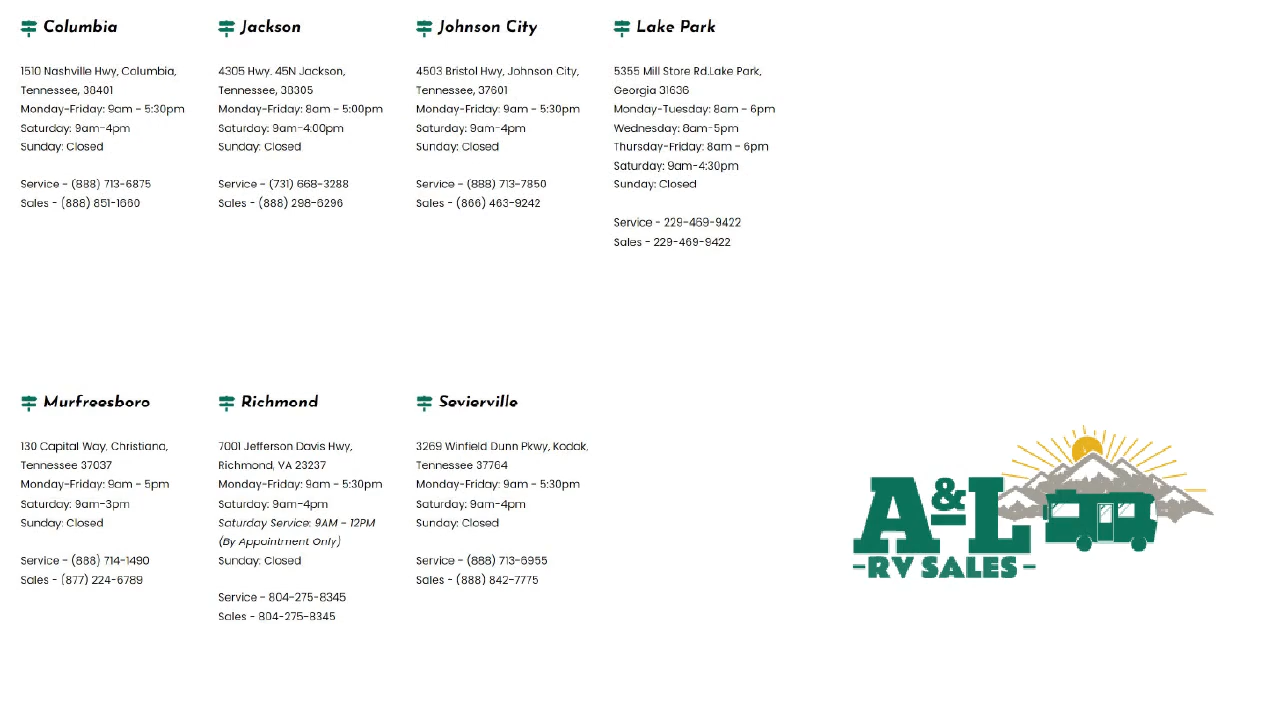 Columbia
1510 Nashville Hwy, Columbia,
Tennessee, 38401
Monday-Friday: 9am - 5:30pm
Saturday: 9am-4pm
Sunday: Closed
Service - (888) 713-6875
Sales - (888) 851-1660
Jackson
4305 Hwy. 45N Jackson,
Tennessee, 38305
Monday-Friday: 8am - 5:00pm
Saturday: 9am-4:00pm
Sunday: Closed
Service - (731) 668-3288
Sales - (888) 298-6296
Johnson City
4503 Bristol Hwy, Johnson City,
Tennessee, 37601
Monday-Friday: 9am - 5:30pm
Saturday: 9am-4pm
Sunday: Closed
Service - (888) 713-7850
Sales - (866) 463-9242
Lake Park
5355 Mill Store Rd.Lake Park,
Georgia 31636
Monday-Tuesday: 8am - 6pm
Wednesday: 8am-5pm
Thursday-Friday: 8am - 6pm
Saturday: 9am-4:30pm
Sunday: Closed
Service - 229-469-9422
Sales - 229-469-9422
Murfreesboro
130 Capital Way, Christiana,
Tennessee 37037
Monday-Friday: 9am - 5pm
Saturday: 9am-3pm
Sunday: Closed
Service - (888) 714-1490
Sales - (877) 224-6789
Richmond
7001 Jefferson Davis Hwy,
Richmond, VA 23237
Monday-Friday: 9am - 5:30pm
Saturday: 9am-4pm
Saturday Service: 9AM - 12PM
(By Appointment Only)
Sunday: Closed
Service - 804-275-8345
Sales - 804-275-8345
Sevierville
3269 Winfield Dunn Pkwy, Kodak,
Tennessee 37764
Monday-Friday: 9am - 5:30pm
Saturday: 9am-4pm
Sunday: Closed
Service - (888) 713-6955
Sales - (888) 842-7775
A&L
-RV SALES-